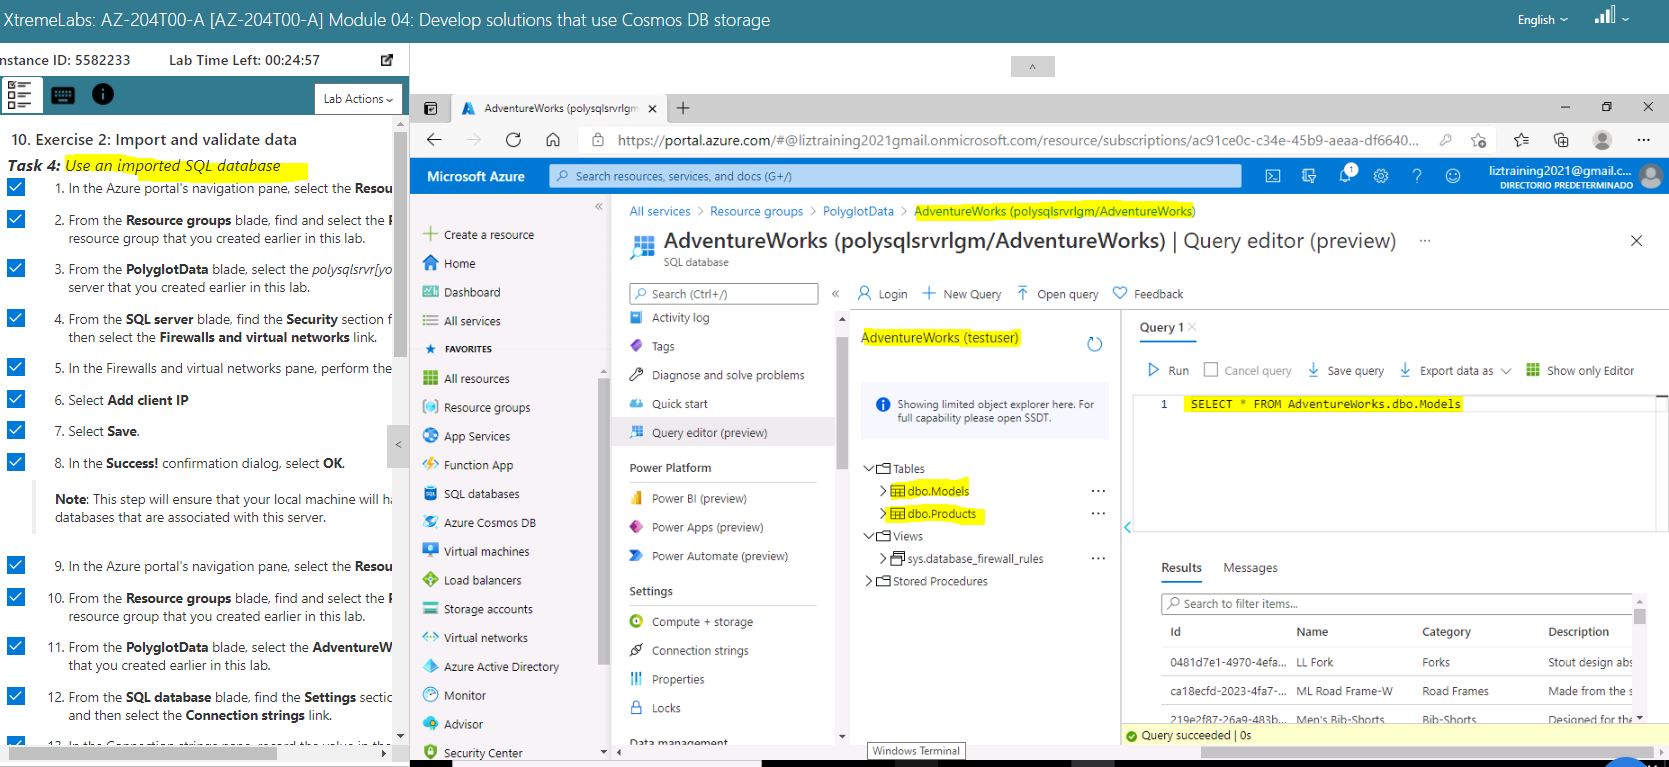 XtremeLabs: AZ-204T00-A [AZ-204T00-A] Module 04: Develop solutions that use Cosmos DB storage
English
nstance ID: 5582233
Lab Time Left: 00:24:57
Lab Actions
10. Exercise 2: Import and validate data
Task 4: Use an imported SQL database
1. In the Azure portal's navigation pane, select the Resou
2. From the Resource groups blade, find and select the
resource group that you created earlier in this lab.
3. From the PolyglotData blade, select the polysqlsrvr[yo
server that you created earlier in this lab.
4. From the SQL server blade, find the Security section f
then select the Firewalls and virtual networks link.
5. In the Firewalls and virtual networks pane, perform the
6. Select Add client IP
7. Select Save.
8. In the Success! confirmation dialog, select OK.
Note: This step will ensure that your local machine will ha
databases that are associated with this server.
9. In the Azure portal's navigation pane, select the Resou
10. From the Resource groups blade, find and select the
resource group that you created earlier in this lab.
11. From the PolyglotData blade, select the AdventureW
that you created earlier in this lab.
12. From the SQL database blade, find the Settings sectio
and then select the Connection strings link.
13. In the Connection strings pane, record the value in the
AdventureWorks (polysqlsrvrlgm
https://portal.azure.com/#@liztraining2021gmail.onmicrosoft.com/resource/subscriptions/ac91ce0c-c34e-45b9-aeaa-df6640...
Microsoft Azure
Search resources, services, and docs (G+/)
1
liztraining2021@gmail.c...
DIRECTORIO PREDETERMINADO
Create a resource
Home
Dashboard
All services
FAVORITES
All resources
Resource groups
App Services
Function App
SQL databases
Azure Cosmos DB
Virtual machines
Load balancers
Storage accounts
Virtual networks
Azure Active Directory
Monitor
Advisor
Security Center
All services > Resource groups > PolyglotData > AdventureWorks (polysqlsrvrlgm/AdventureWorks)
AdventureWorks (polysqlsrvrlgm/AdventureWorks) | Query editor (preview) ...
SQL database
Search (Ctrl+/)
Activity log
Tags
Diagnose and solve problems
Quick start
Query editor (preview)
Power Platform
Power BI (preview)
Power Apps (preview)
Power Automate (preview)
Settings
Compute + storage
Connection strings
Properties
Locks
Data management
Login
New Query
Open query
Feedback
AdventureWorks (testuser)
Showing limited object explorer here. For
full capability please open SSDT.
Tables
dbo.Models
dbo.Products
Views
sys.database_firewall_rules
Stored Procedures
Query 1
Run
Cancel query
Save query
Export data as
Show only Editor
1 SELECT * FROM AdventureWorks.dbo.Models
Results
Messages
Search to filter items...
Id Name Category Description
0481d7e1-4970-4efa... LL Fork Forks Stout design abs
ca18ecfd-2023-4fa7-... ML Road Frame-W Road Frames Made from the s
219e2f87-26a9-483b... Men's Bib-Shorts Bib-Shorts Designed for the
Query succeeded | 0s
Windows Terminal